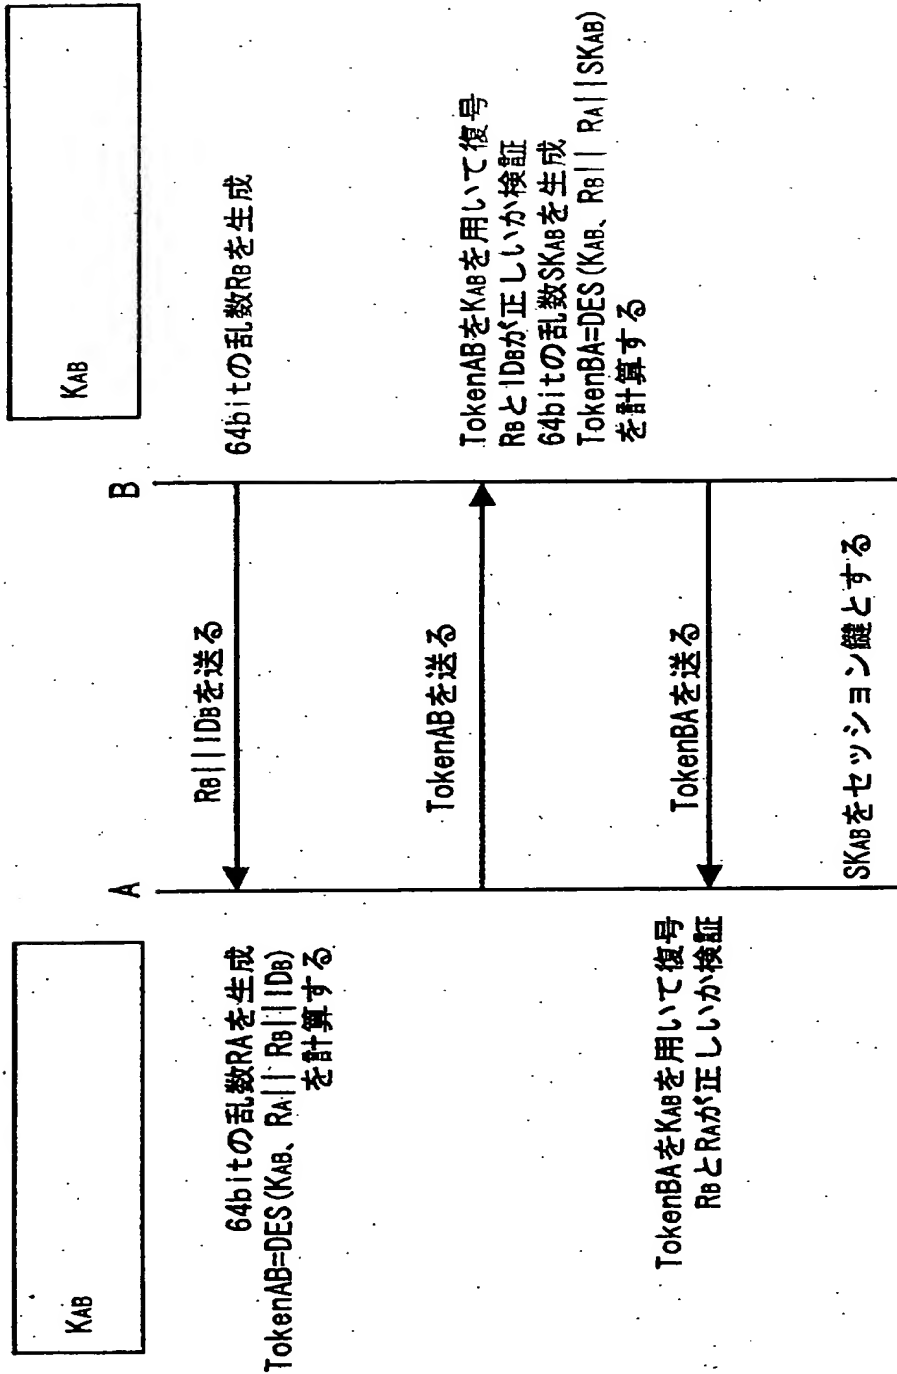 KAB
KAB
A
B
64bitの乱数RBを生成
RB||IDBを送る
64bitの乱数RAを生成
TokenAB=DES(KAB、RA||RB||IDB)
を計算する
TokenABを送る
TokenABをKABを用いて復号
RBとIDBが正しいか検証
64bitの乱数SKABを生成
TokenBA=DES(KAB、RB||RA||SKAB)
を計算する
TokenBAを送る
TokenBAをKABを用いて復号
RBとRAが正しいか検証
SKABをセッション鍵とする